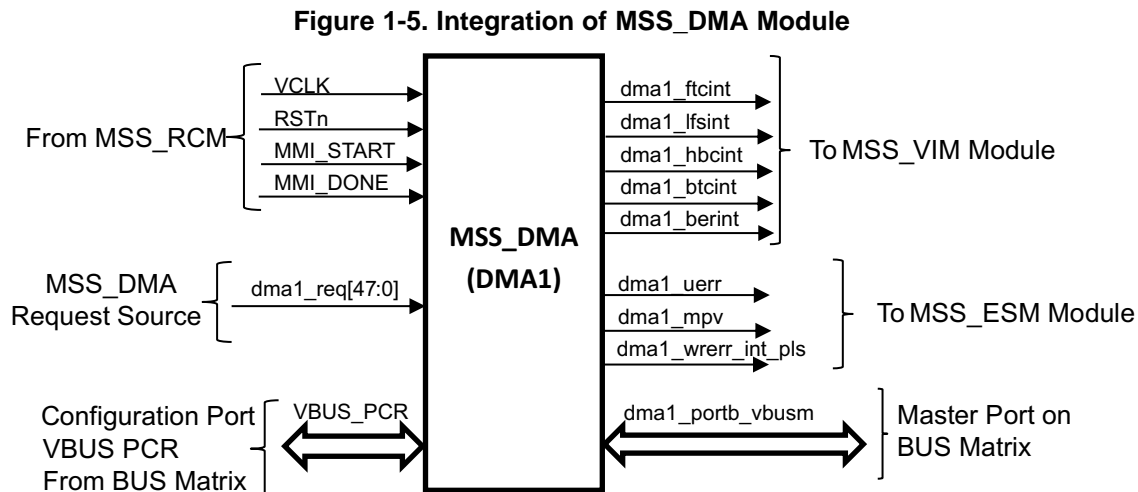 Figure 1-5. Integration of MSS_DMA Module
From MSS_RCM
VCLK
RSTn
MMI_START
MMI_DONE
MSS_DMA
Request Source
dma1_req[47:0]
Configuration Port
VBUS PCR
From BUS Matrix
VBUS_PCR
MSS_DMA
(DMA1)
dma1_ftcint
dma1_lfsint
dma1_hbcint
dma1_btcint
dma1_berint
To MSS_VIM Module
dma1_uerr
dma1_mpv
dma1_wrerr_int_pls
To MSS_ESM Module
dma1_portb_vbusm
Master Port on
BUS Matrix